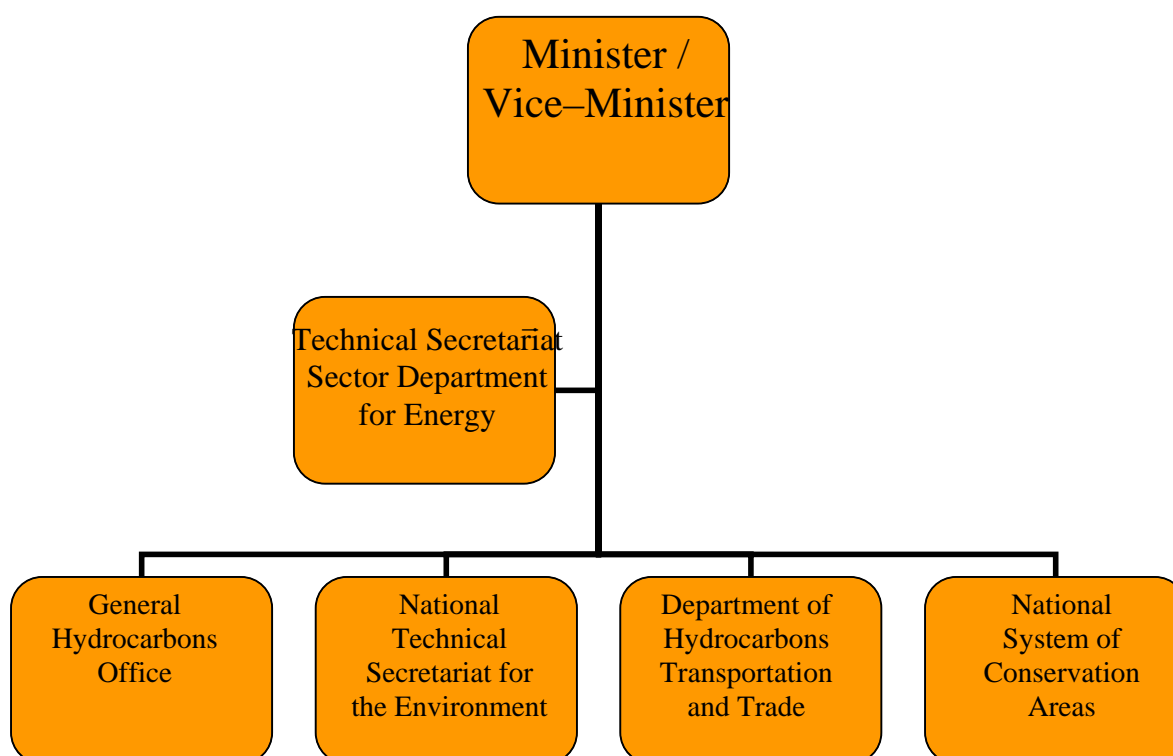 Minister /
Vice–Minister
Technical Secretariat
Sector Department
for Energy
General
Hydrocarbons
Office
National
Technical
Secretariat for
the Environment
Department of
Hydrocarbons
Transportation
and Trade
National
System of
Conservation
Areas